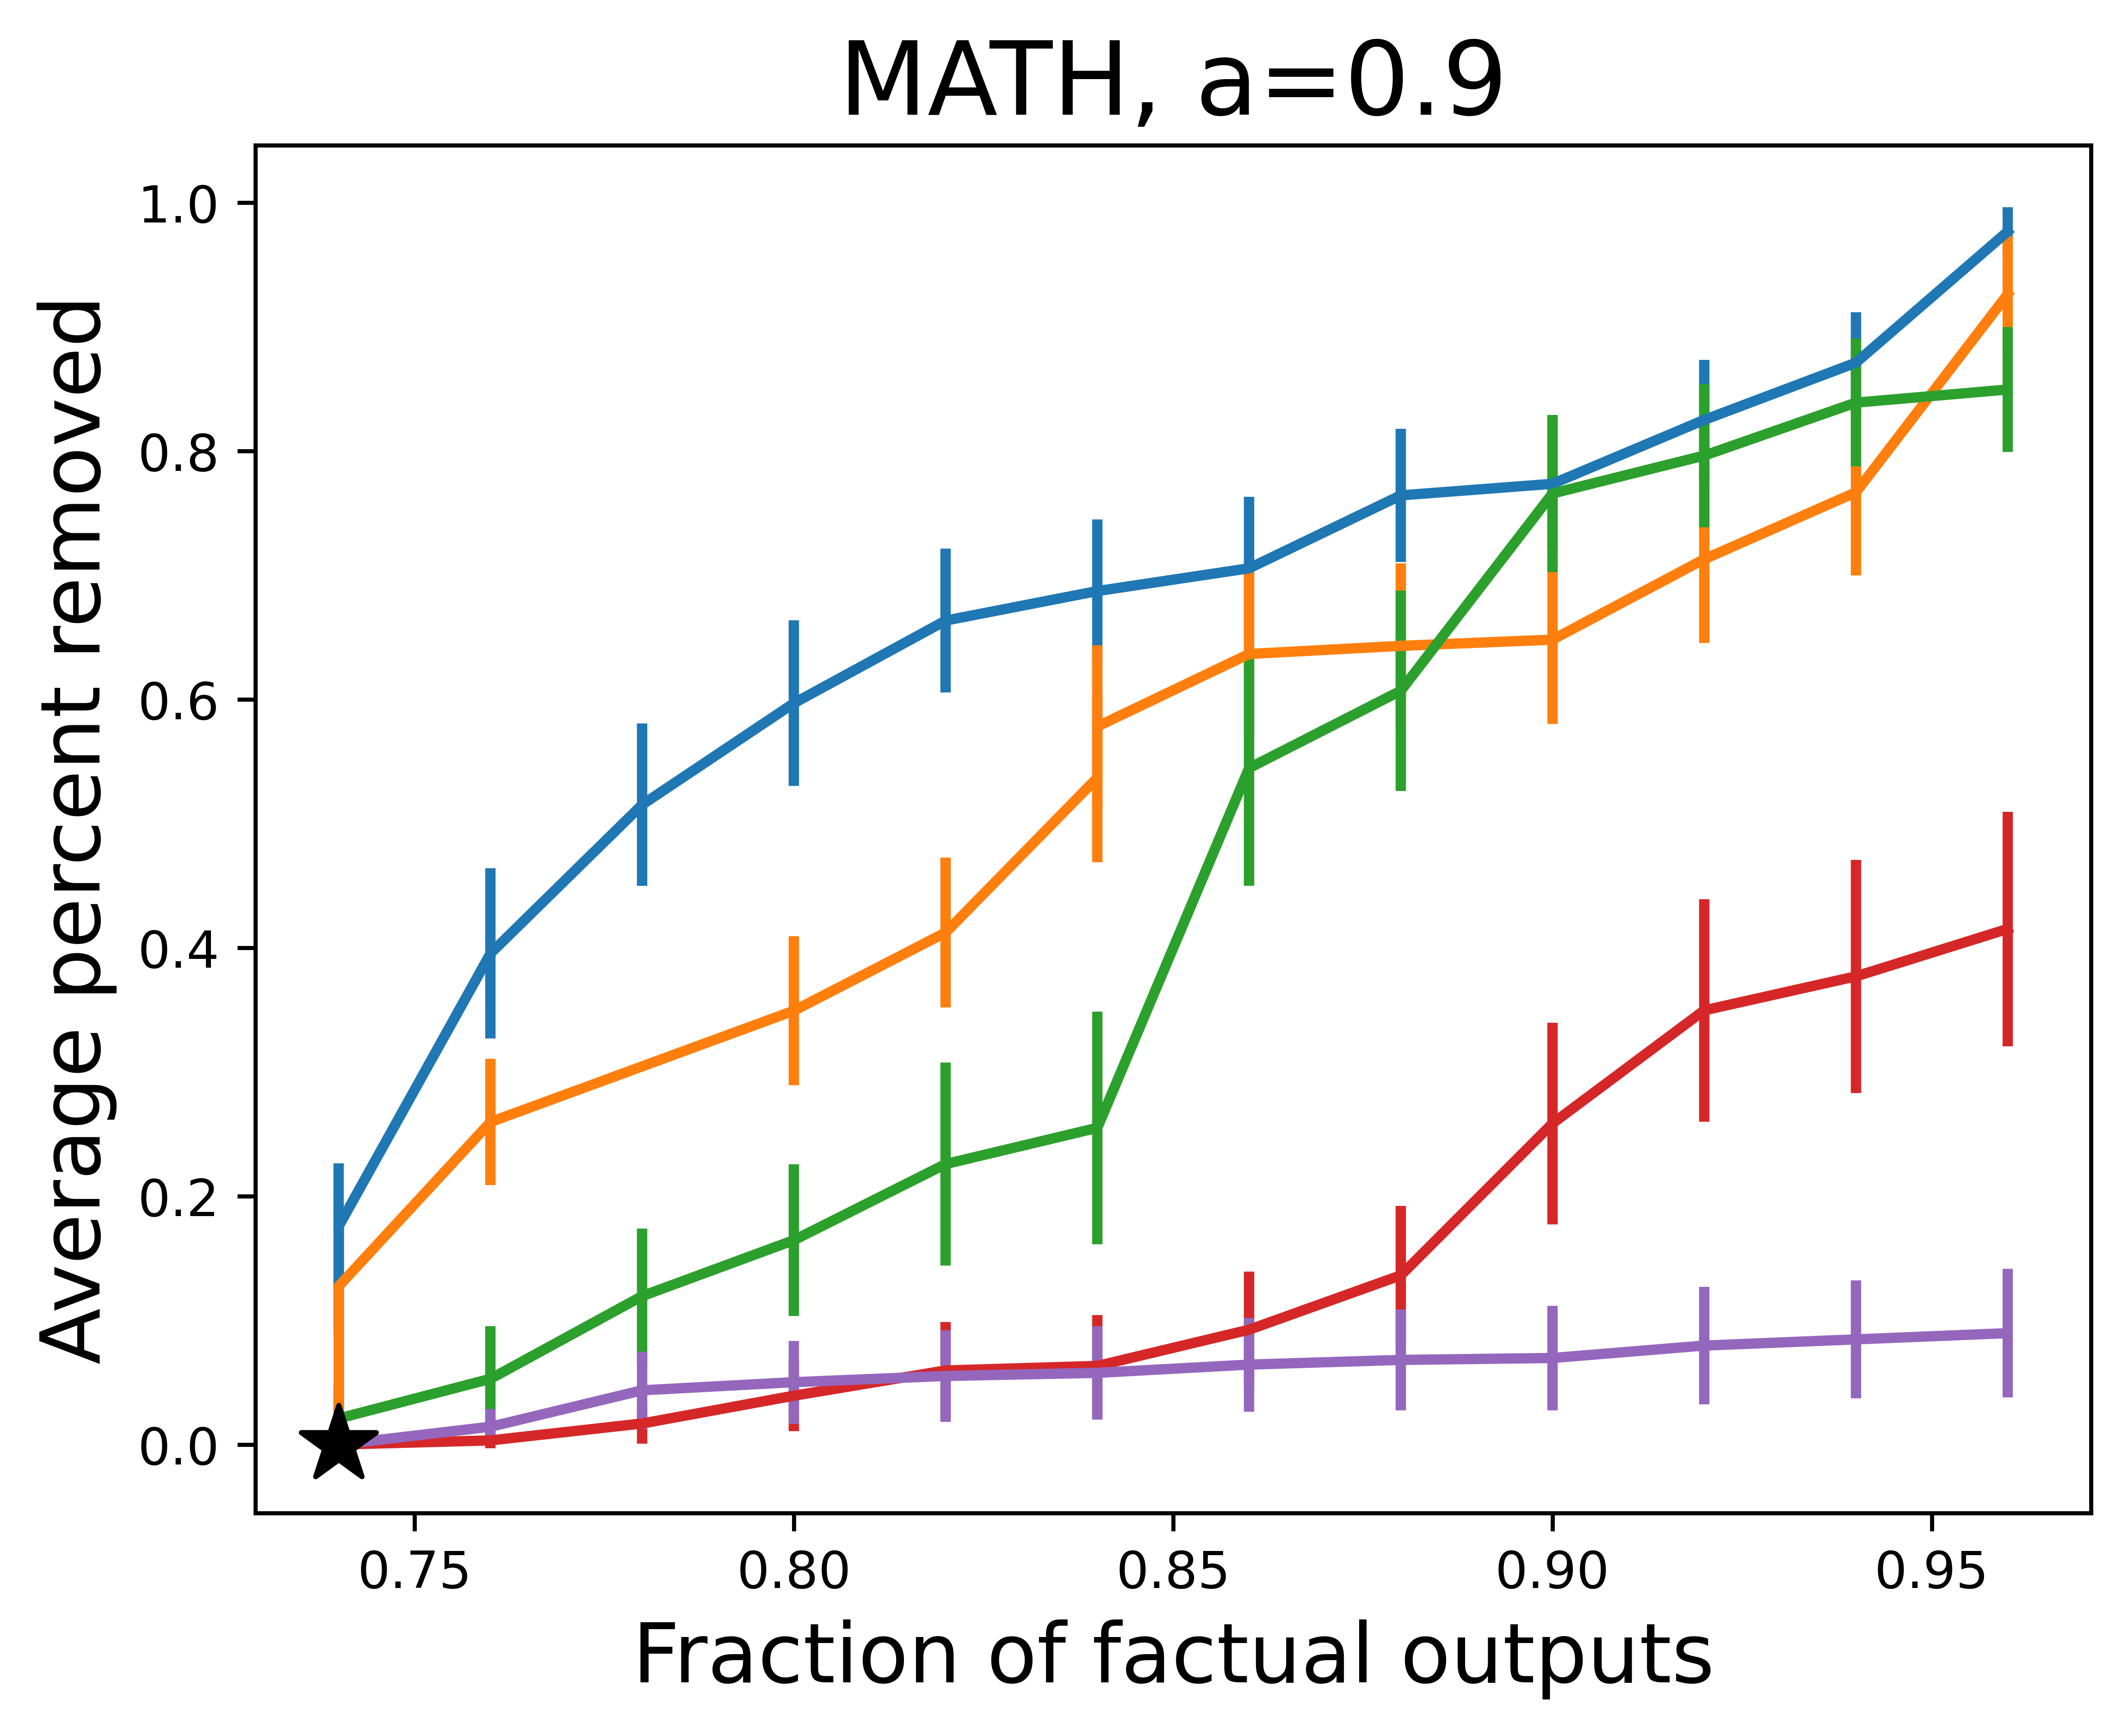 MATH, a=0.9
Average percent removed
1.0
0.8
0.6
0.4
0.2
0.0
0.75 0.80 0.85 0.90 0.95
Fraction of factual outputs